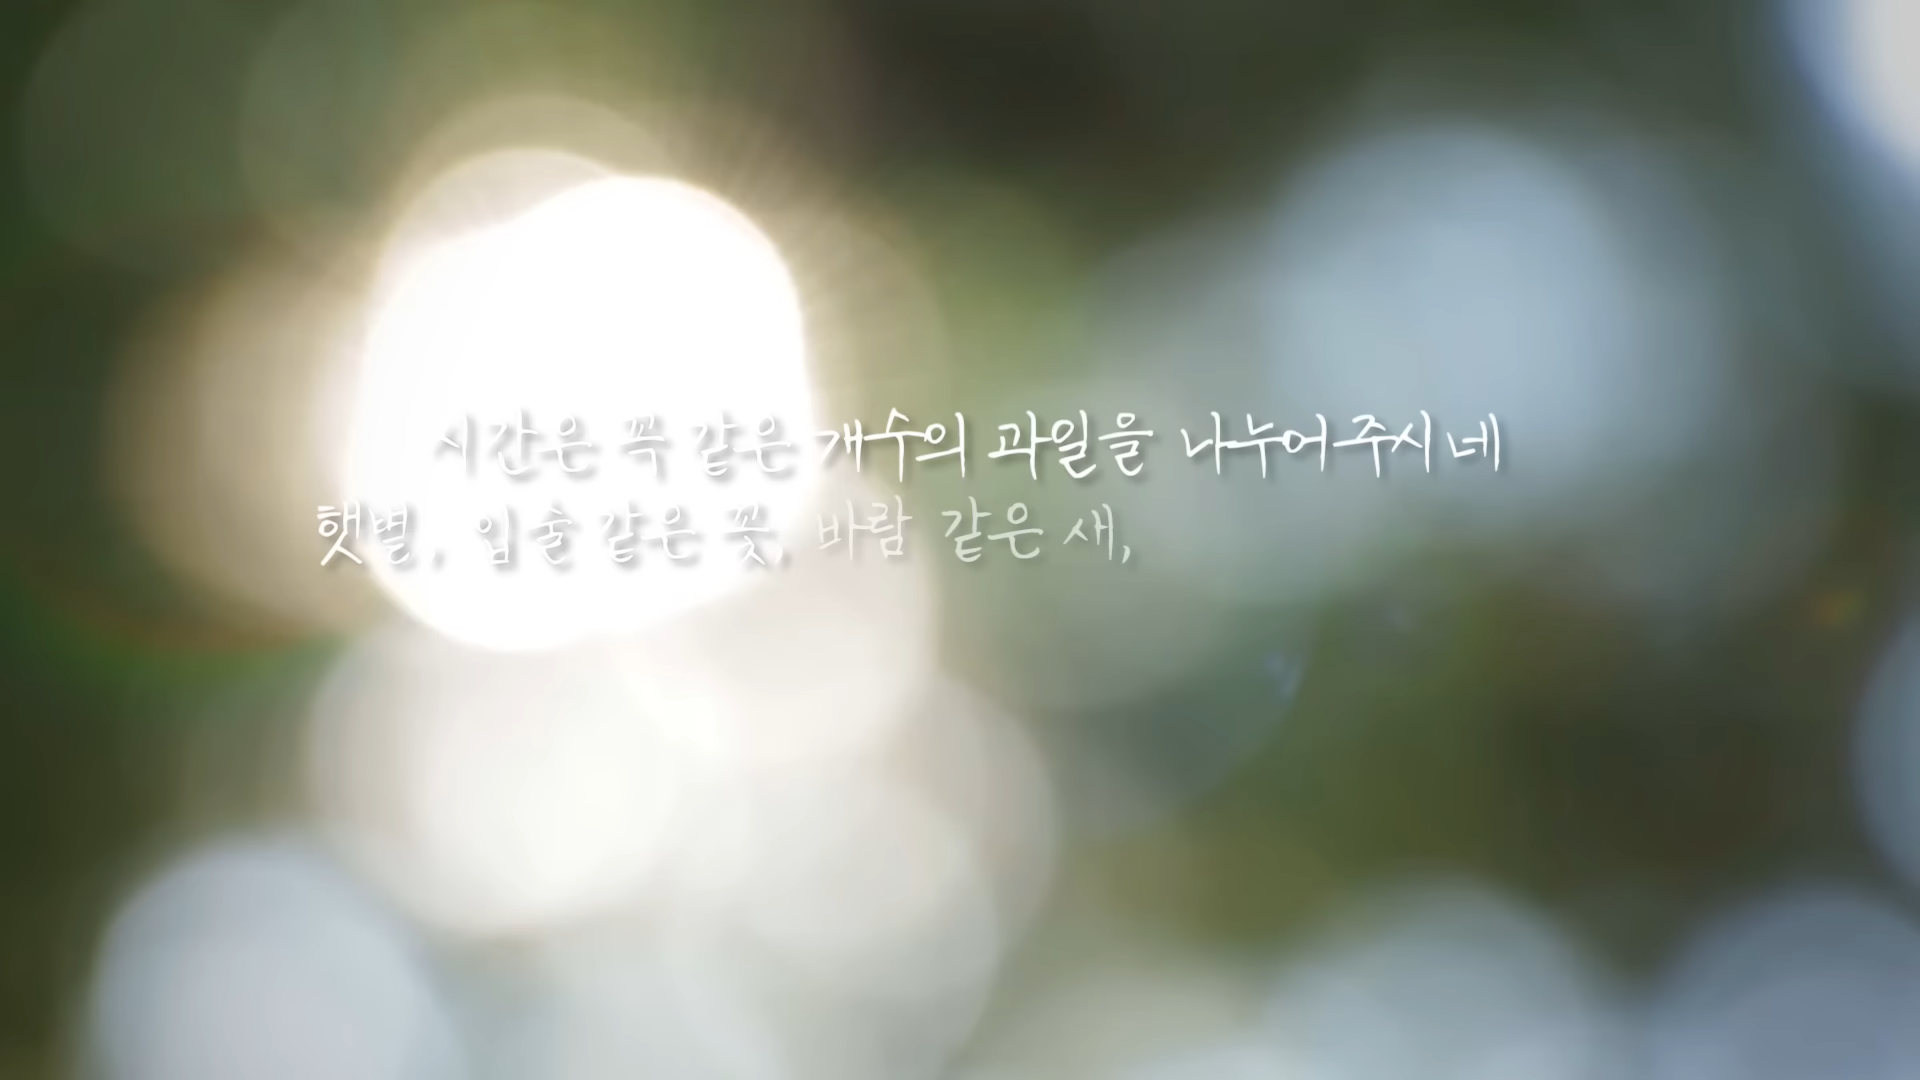 시간은 꼭 같은 개수의 과일을 나누어주시네
햇볕, 입술 같은 꽃, 바람 같은 새,